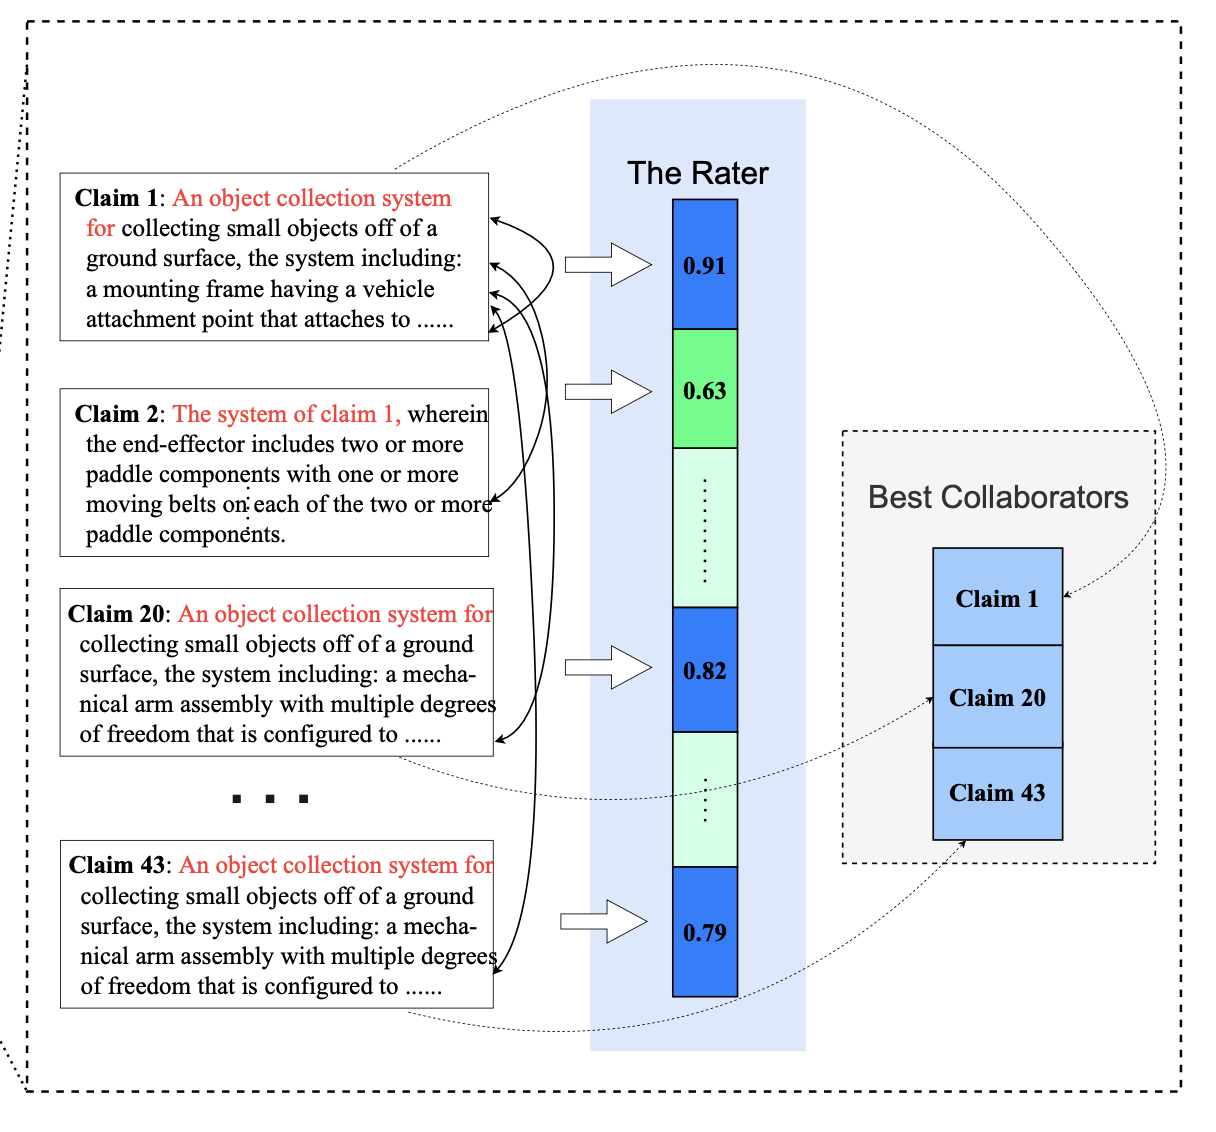 The Rater
Claim 1: An object collection system
for collecting small objects off of a
ground surface, the system including:
a mounting frame having a vehicle
attachment point that attaches to ......
0.91
Claim 2: The system of claim 1, wherein
the end-effector includes two or more
paddle components with one or more
moving belts on each of the two or more
paddle components.
0.63
Claim 20: An object collection system for
collecting small objects off of a ground
surface, the system including: a mecha-
nical arm assembly with multiple degrees
of freedom that is configured to ......
0.82
. . .
Claim 43: An object collection system for
collecting small objects off of a ground
surface, the system including: a mecha-
nical arm assembly with multiple degrees
of freedom that is configured to ......
0.79
Best Collaborators
Claim 1
Claim 20
Claim 43